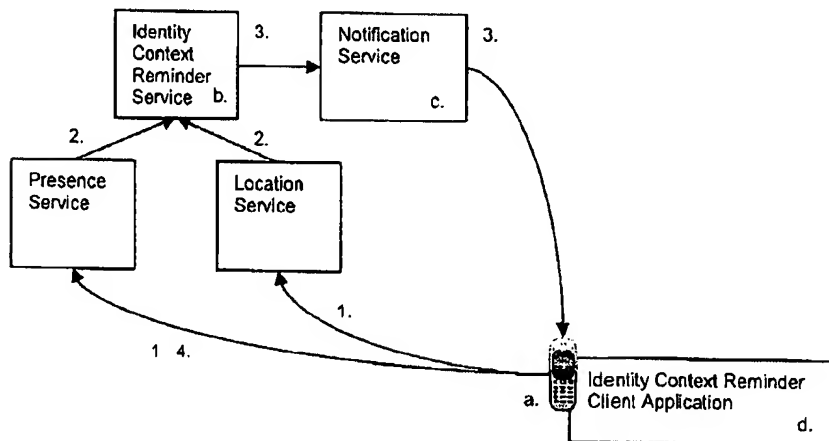 Identity
Context
Reminder
Service
b.
3.
Notification
Service
c.
3.
2.
2.
Presence
Service
Location
Service
1.
1 4.
a.
Identity Context Reminder
Client Application
d.